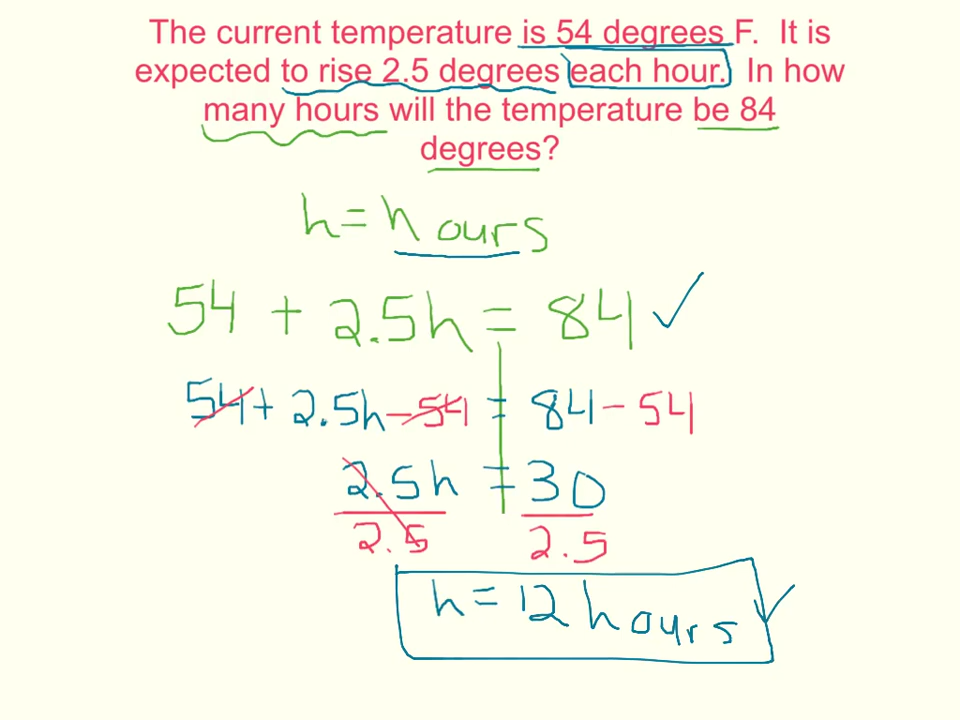 The current temperature is 54 degrees F. It is
expected to rise 2.5 degrees each hour. In how
many hours will the temperature be 84
degrees?
h = hours
54 + 2.5h = 84 ✓
54 + 2.5h - 54 = 84 - 54
2.5h = 30
2.5 2.5
h = 12 hours ✓